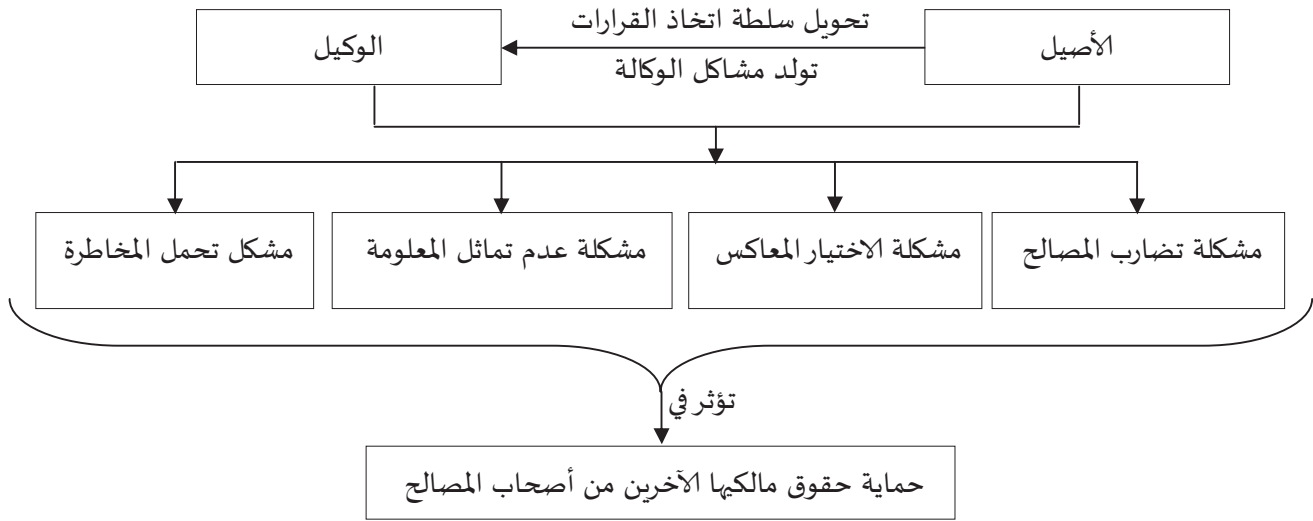 الأصيل
تحويل سلطة اتخاذ القرارات
تولد مشاكل الوكالة
الوكيل
مشكلة تضارب المصالح
مشكلة الاختيار المعاكس
مشكلة عدم تماثل المعلومة
مشكل تحمل المخاطرة
تؤثر في
حماية حقوق مالكيها الآخرين من أصحاب المصالح